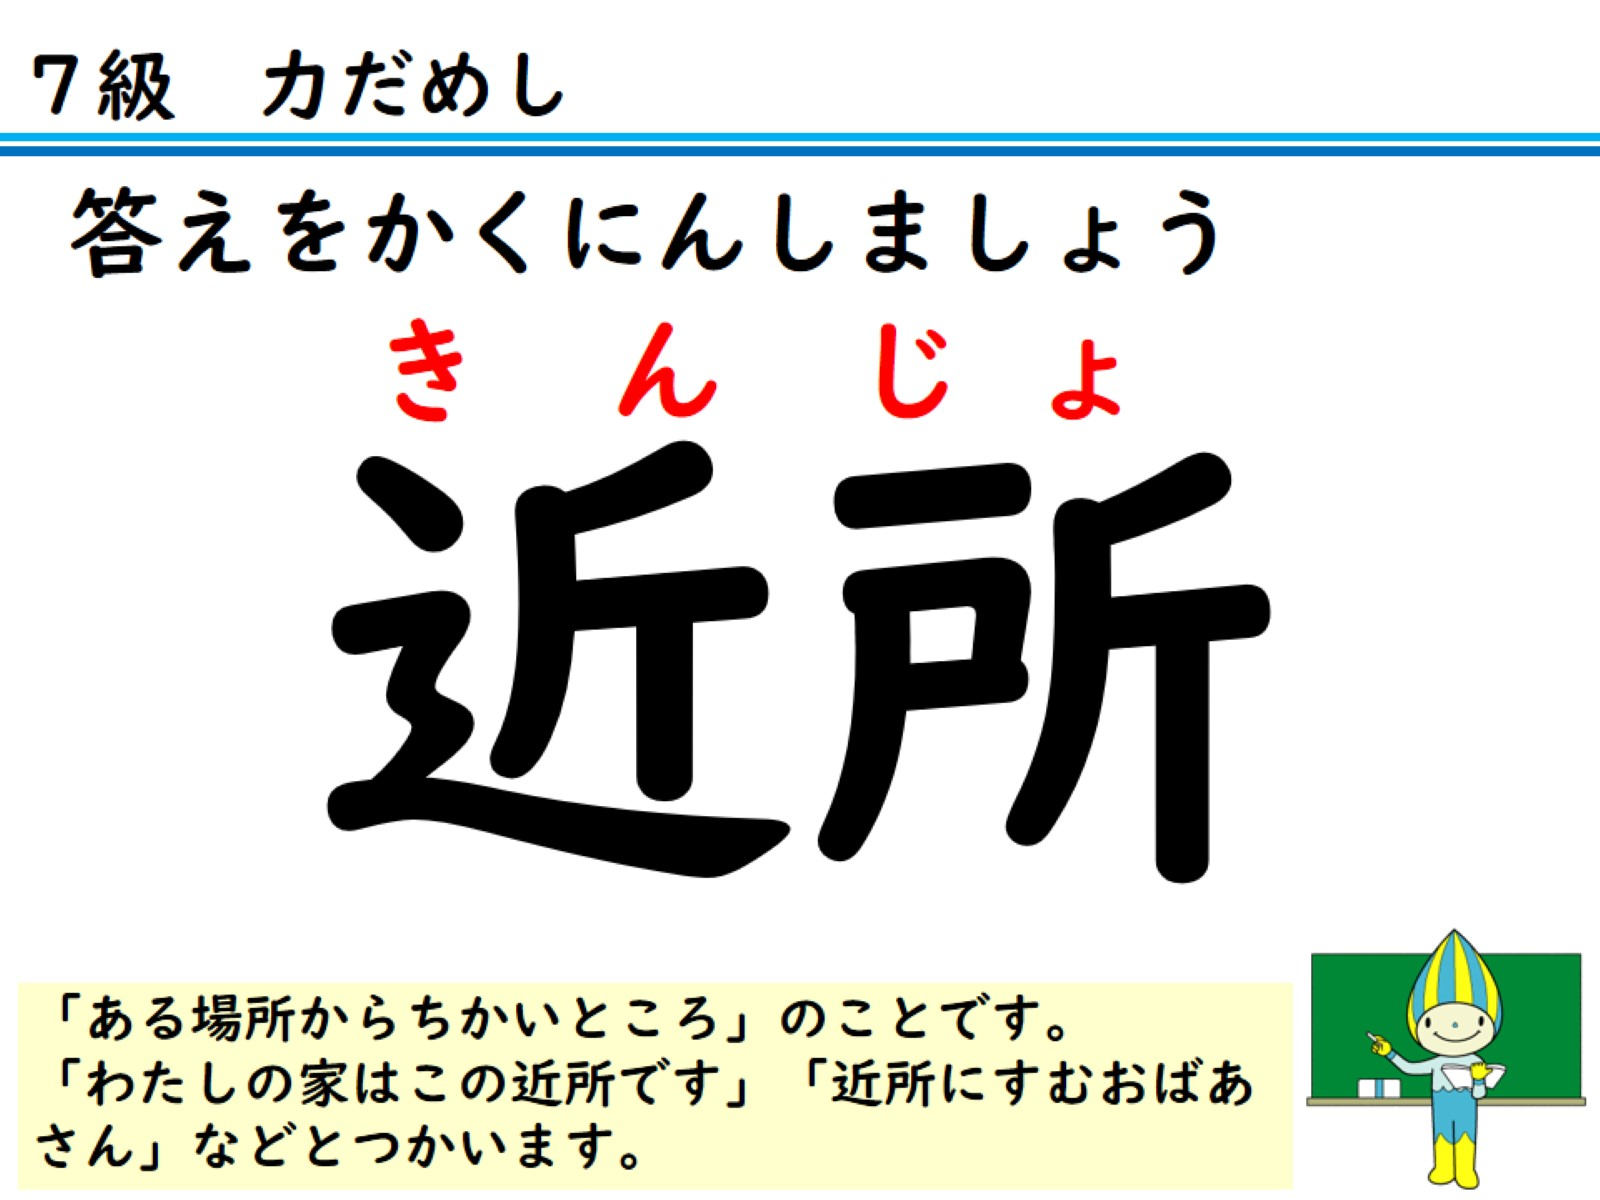 7級　力だめし
答えをかくにんしましょう
きんじょ
近所
「ある場所からちかいところ」のことです。
「わたしの家はこの近所です」「近所にすむおばあ
さん」などとつかいます。